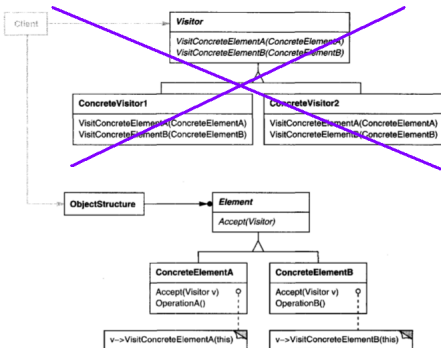 Client
Visitor
VisitConcreteElementA(ConcreteElementA)
VisitConcreteElementB(ConcreteElementB)
ConcreteVisitor1
VisitConcreteElementA(ConcreteElementA)
VisitConcreteElementB(ConcreteElementB)
ConcreteVisitor2
VisitConcreteElementA(ConcreteElementA)
VisitConcreteElementB(ConcreteElementB)
ObjectStructure
Element
Accept(Visitor)
ConcreteElementA
Accept(Visitor v)
OperationA()
ConcreteElementB
Accept(Visitor v)
OperationB()
v->VisitConcreteElementA(this)
v->VisitConcreteElementB(this)